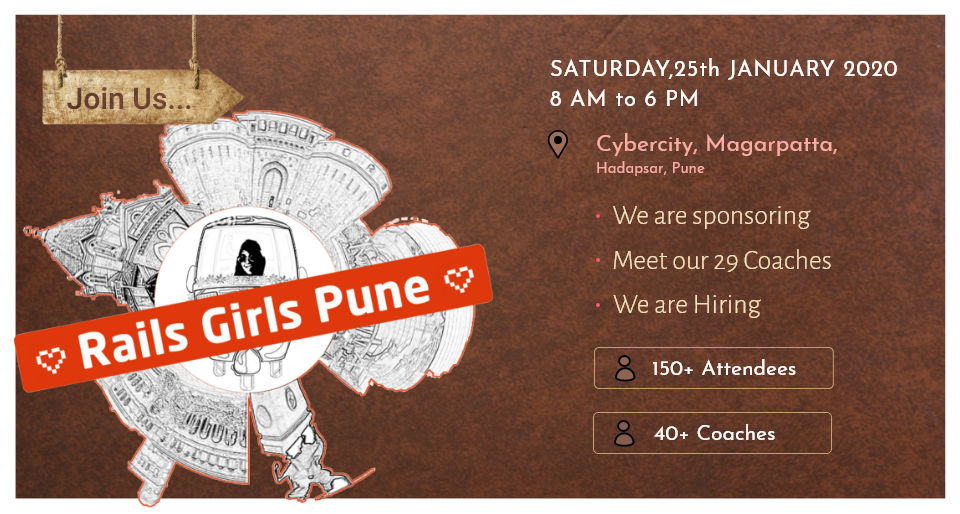 Join Us...
Rails Girls Pune
SATURDAY,25th JANUARY 2020
8 AM to 6 PM
Cybercity, Magarpatta,
Hadapsar, Pune
We are sponsoring
Meet our 29 Coaches
We are Hiring
150+ Attendees
40+ Coaches